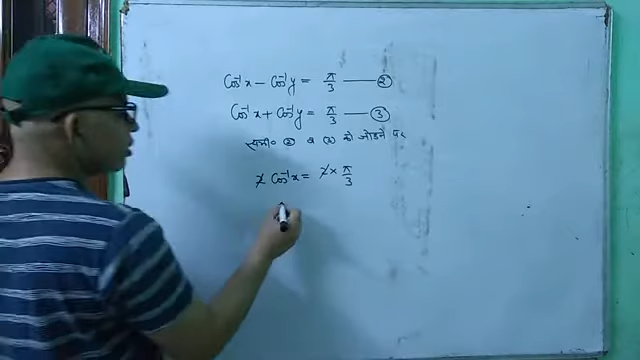 cos⁻¹x − cos⁻¹y = π/3 —— ②
cos⁻¹x + cos⁻¹y = π/3 —— ③
समी० ② व ③ को जोड़ने पर
2 cos⁻¹x = 2 × π/3